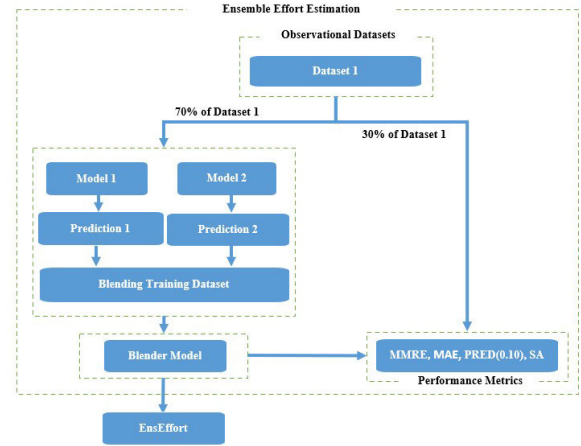 Ensemble Effort Estimation
Observational Datasets
Dataset 1
70% of Dataset 1
30% of Dataset 1
Model 1
Model 2
Prediction 1
Prediction 2
Blending Training Dataset
Blender Model
MMRE, MAE, PRED(0.10), SA
Performance Metrics
EnsEffort